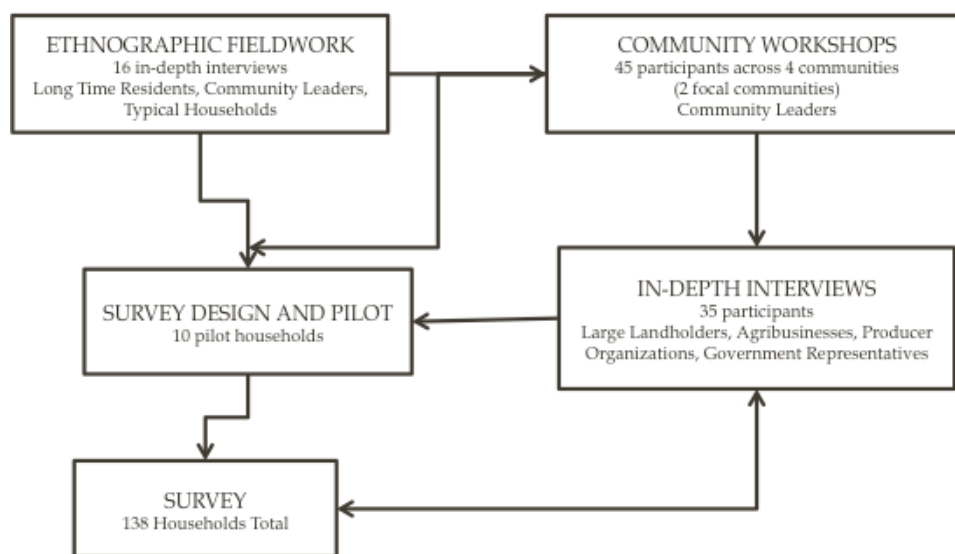 ETHNOGRAPHIC FIELDWORK
16 in-depth interviews
Long Time Residents, Community Leaders,
Typical Households
COMMUNITY WORKSHOPS
45 participants across 4 communities
(2 focal communities)
Community Leaders
SURVEY DESIGN AND PILOT
10 pilot households
IN-DEPTH INTERVIEWS
35 participants
Large Landholders, Agribusinesses, Producer
Organizations, Government Representatives
SURVEY
138 Households Total